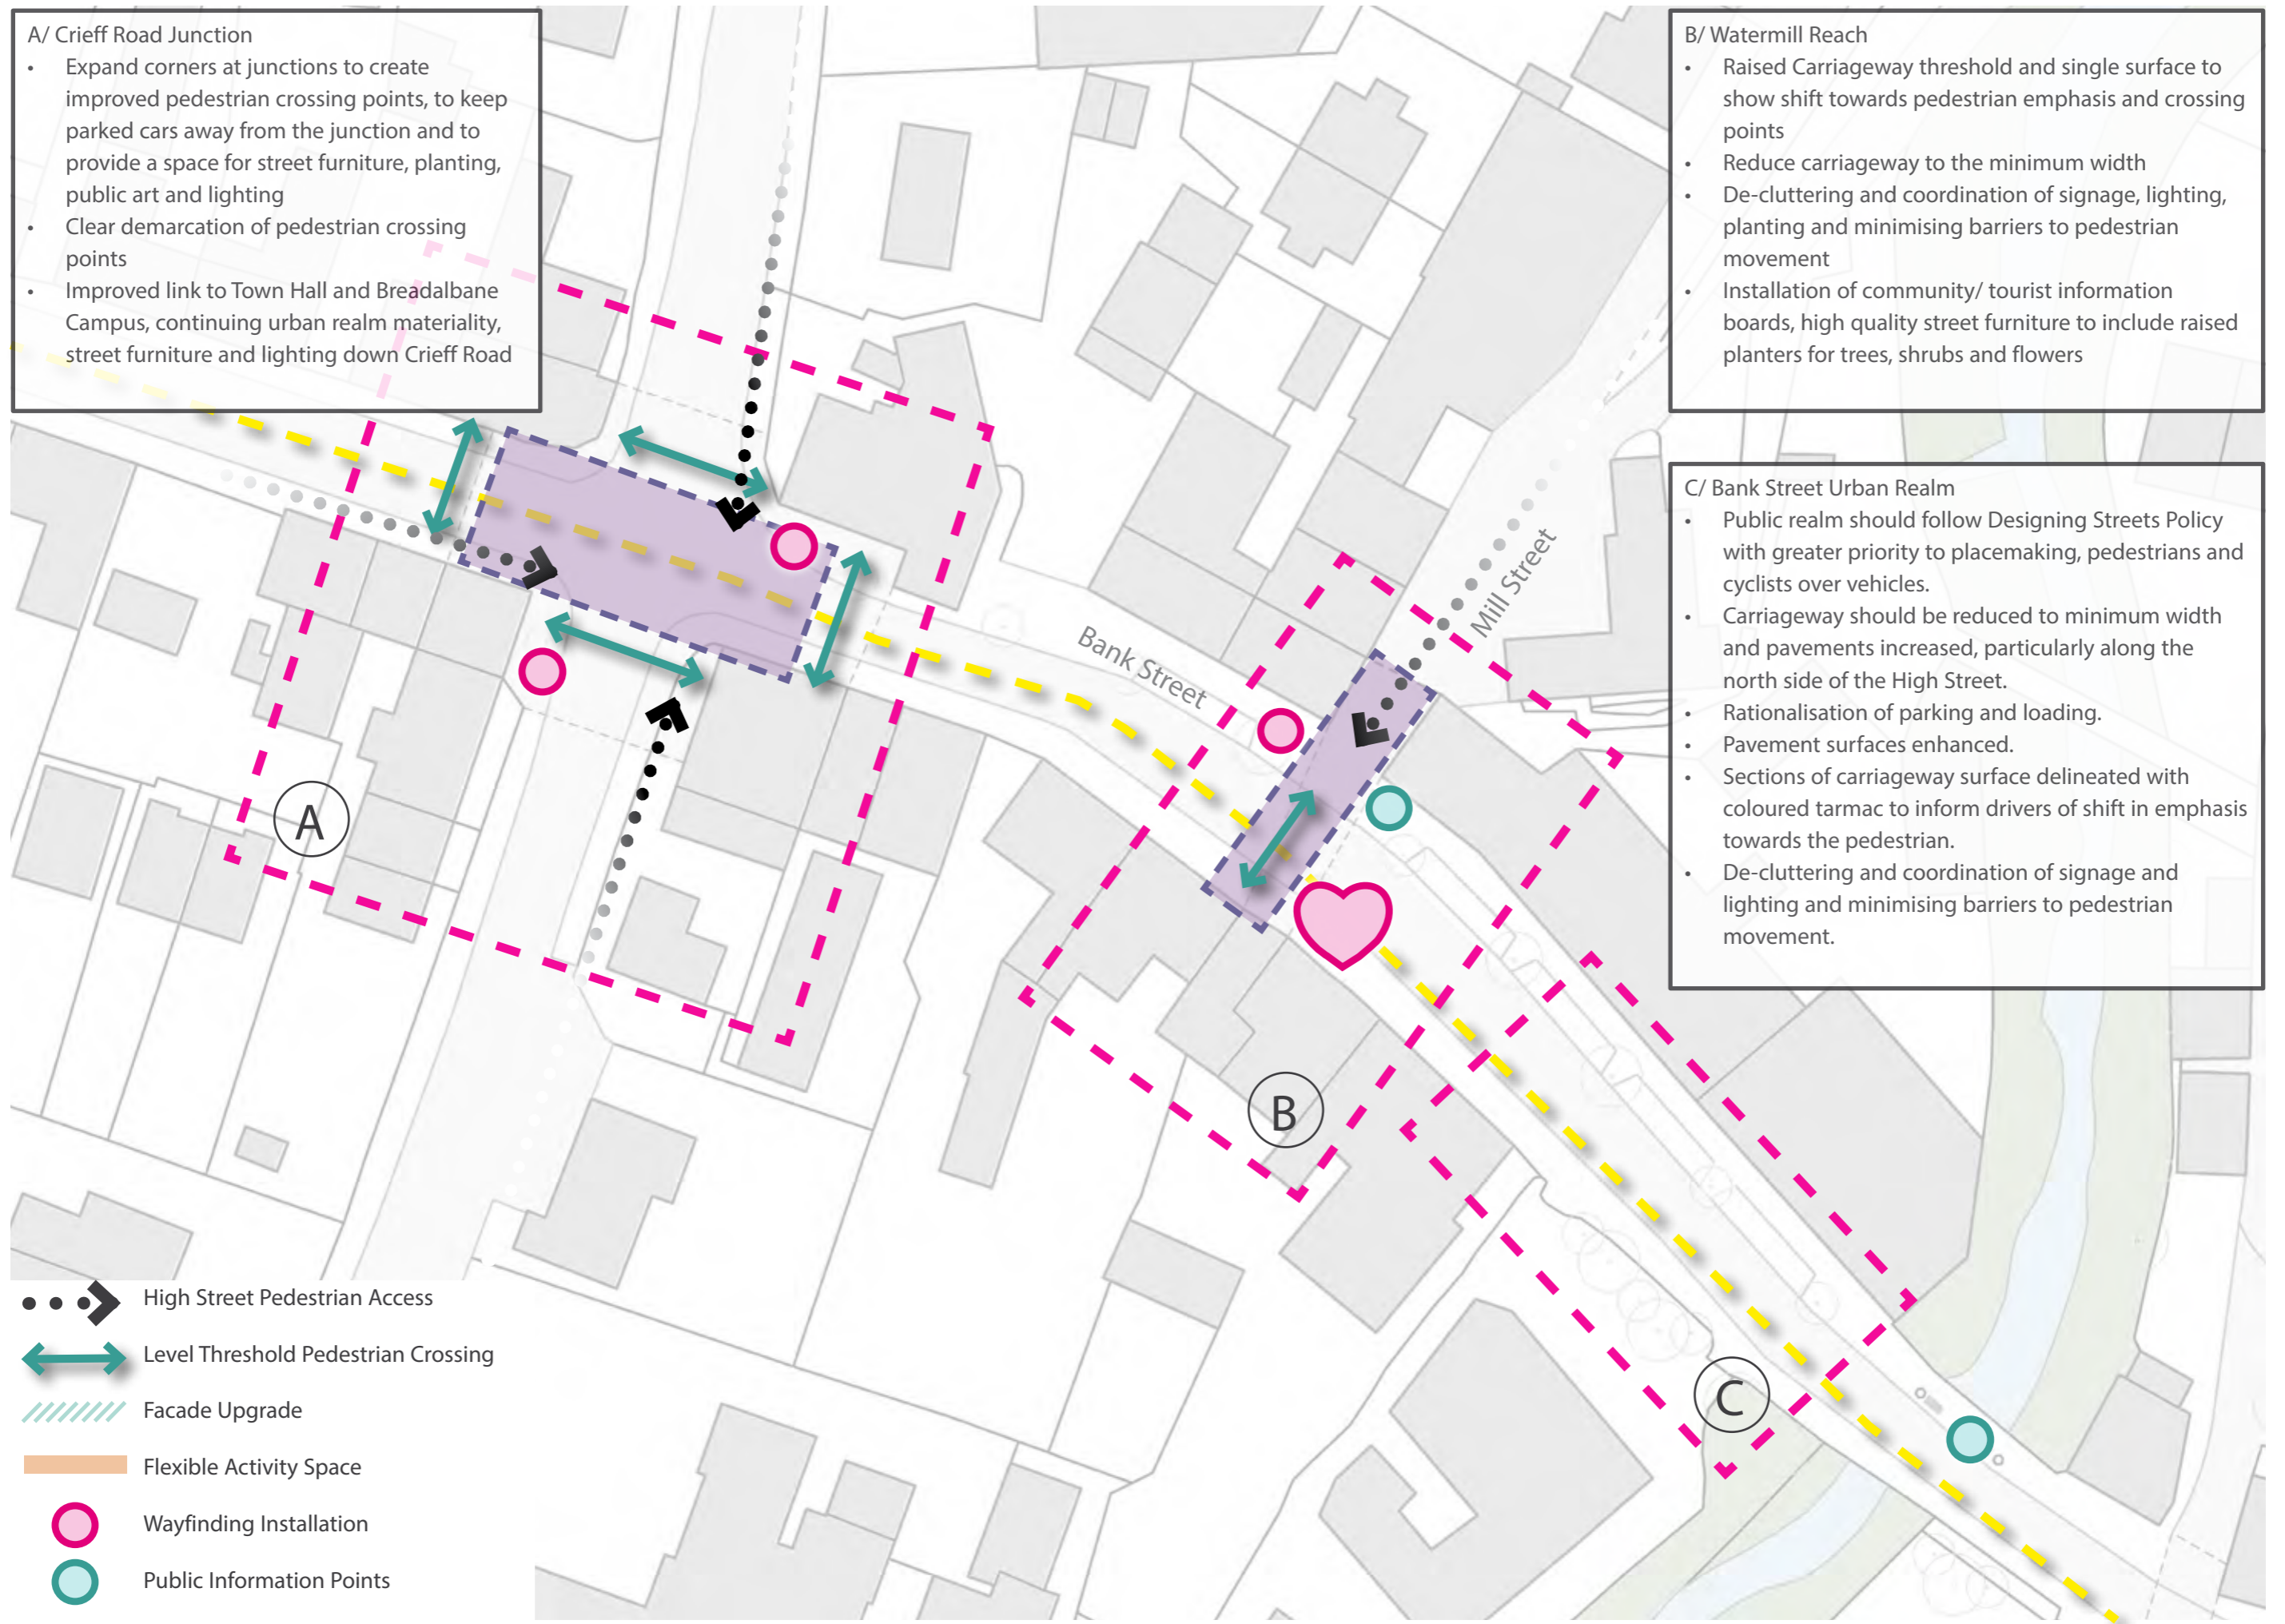 A/ Crieff Road Junction
• Expand corners at junctions to create
improved pedestrian crossing points, to keep
parked cars away from the junction and to
provide a space for street furniture, planting,
public art and lighting
• Clear demarcation of pedestrian crossing
points
• Improved link to Town Hall and Breadalbane
Campus, continuing urban realm materiality,
street furniture and lighting down Crieff Road
B/ Watermill Reach
• Raised Carriageway threshold and single surface to
show shift towards pedestrian emphasis and crossing
points
• Reduce carriageway to the minimum width
• De-cluttering and coordination of signage, lighting,
planting and minimising barriers to pedestrian
movement
• Installation of community/ tourist information
boards, high quality street furniture to include raised
planters for trees, shrubs and flowers
C/ Bank Street Urban Realm
• Public realm should follow Designing Streets Policy
with greater priority to placemaking, pedestrians and
cyclists over vehicles.
• Carriageway should be reduced to minimum width
and pavements increased, particularly along the
north side of the High Street.
• Rationalisation of parking and loading.
• Pavement surfaces enhanced.
• Sections of carriageway surface delineated with
coloured tarmac to inform drivers of shift in emphasis
towards the pedestrian.
• De-cluttering and coordination of signage and
lighting and minimising barriers to pedestrian
movement.
Bank Street
Mill Street
A
B
C
High Street Pedestrian Access
Level Threshold Pedestrian Crossing
Facade Upgrade
Flexible Activity Space
Wayfinding Installation
Public Information Points